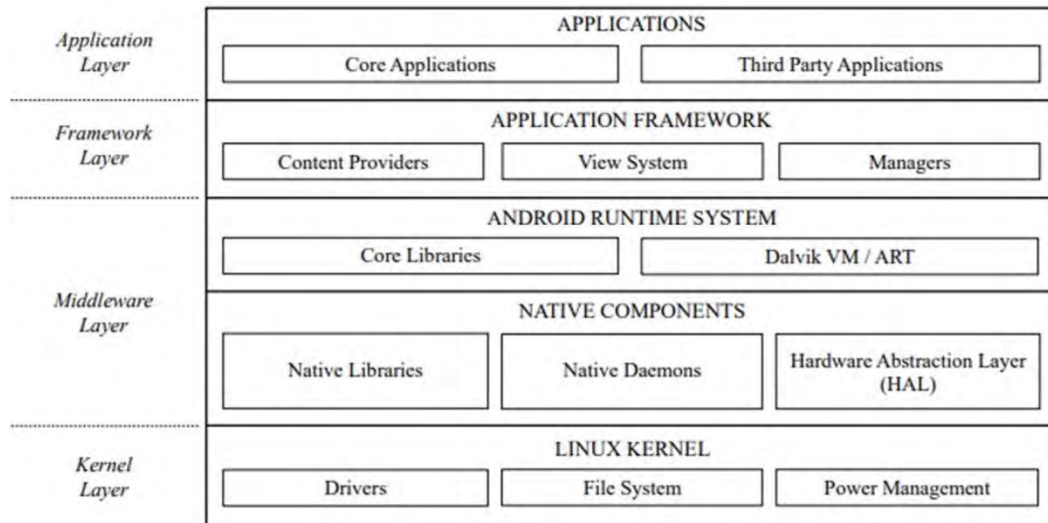 Application
Layer
APPLICATIONS
Core Applications
Third Party Applications
Framework
Layer
APPLICATION FRAMEWORK
Content Providers
View System
Managers
Middleware
Layer
ANDROID RUNTIME SYSTEM
Core Libraries
Dalvik VM / ART
NATIVE COMPONENTS
Native Libraries
Native Daemons
Hardware Abstraction Layer
(HAL)
Kernel
Layer
LINUX KERNEL
Drivers
File System
Power Management